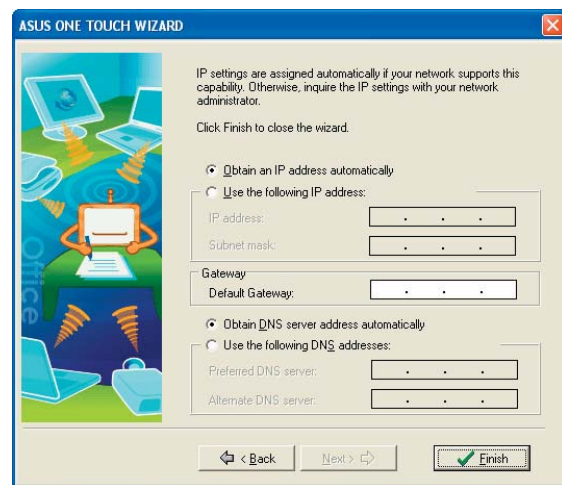 ASUS ONE TOUCH WIZARD
IP settings are assigned automatically if your network supports this
capability. Otherwise, inquire the IP settings with your network
administrator.
Click Finish to close the wizard.
Obtain an IP address automatically
Use the following IP address:
IP address:
Subnet mask:
Gateway
Default Gateway:
Obtain DNS server address automatically
Use the following DNS addresses:
Preferred DNS server:
Alternate DNS server:
Office
< Back
Next >
Finish